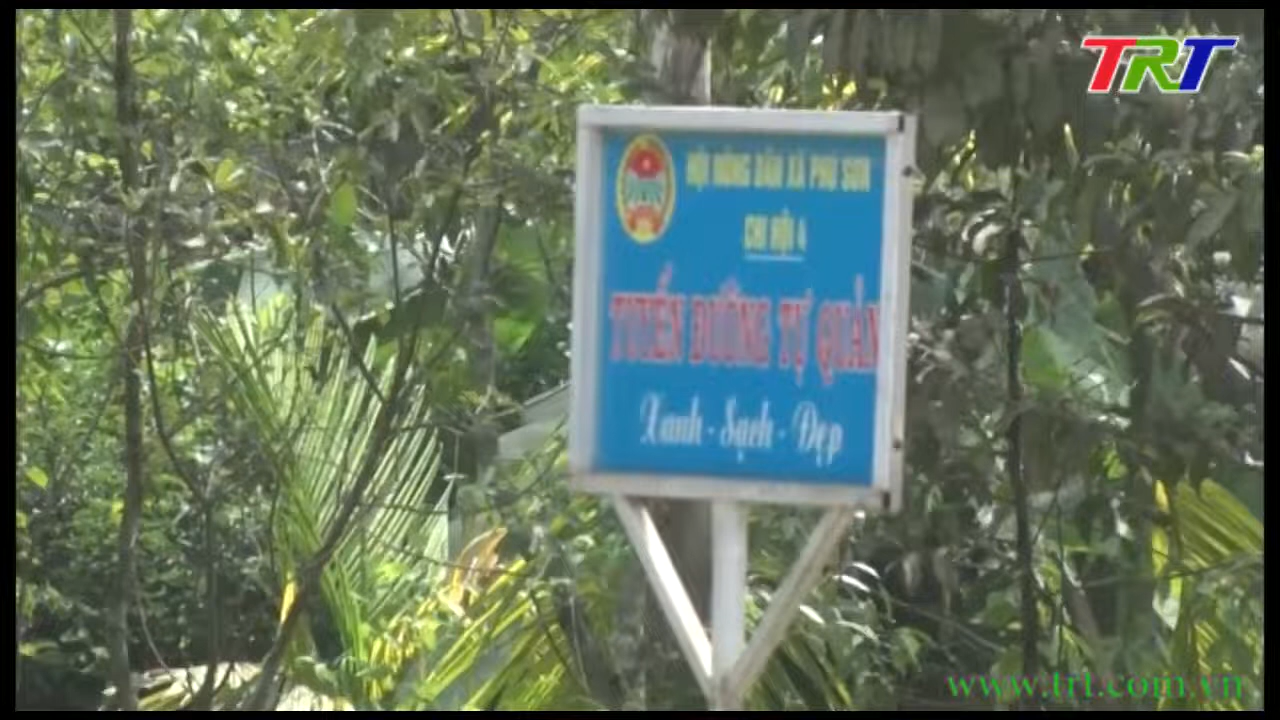 TRT
HỘI NÔNG DÂN XÃ PHÚ SƠN
CHI HỘI 4
TUYẾN ĐƯỜNG TỰ QUẢN
Xanh - Sạch - Đẹp
www.trt.com.vn